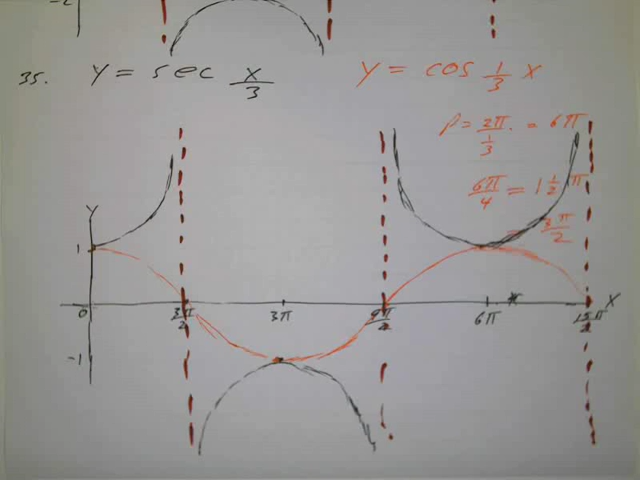 -2
35. y = sec x/3 y = cos 1/3 x
P = 2π/(1/3) = 6π
6π/4 = 1 1/2 π
3π/2
Y
1
0 3π/2 3π 9π/2 6π 15π/2 X
-1